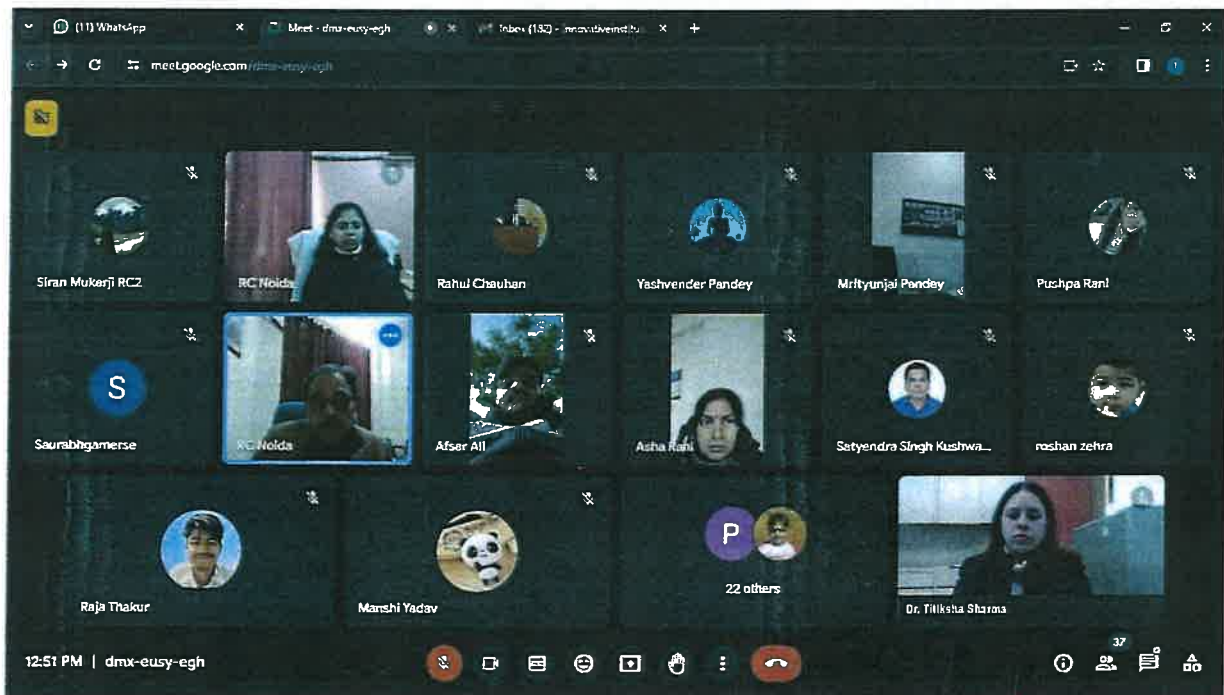 (11) WhatsApp
Meet - dmx-eusy-egh
Inbox (182) -
meet.google.com/dmx-eusy-egh
Siran Mukerji RC2
RC Noida
Rahul Chauhan
Yashvender Pandey
Mrityunjai Pandey
Pushpa Rani
S
Saurabhgamerse
RC Noida
Afsar Ali
Asha Rani
Satyendra Singh Kushwa...
roshan zehra
P
Raja Thakur
Manshi Yadav
22 others
Dr. Titiksha Sharma
12:51 PM | dmx-eusy-egh
37